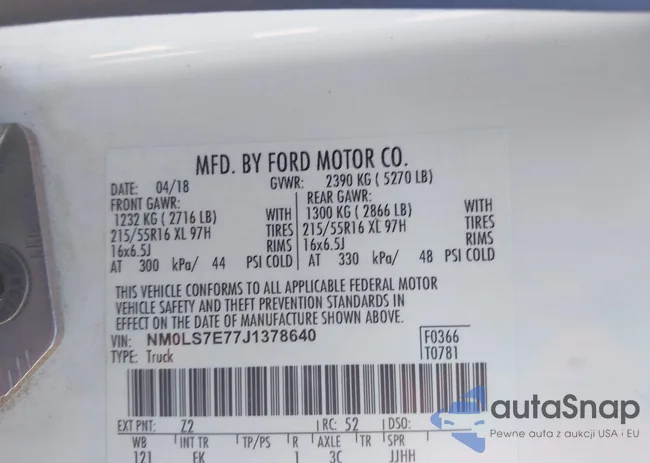 MFD. BY FORD MOTOR CO.
DATE: 04/18 GVWR: 2390 KG ( 5270 LB)
FRONT GAWR: REAR GAWR:
1232 KG ( 2716 LB) WITH 1300 KG ( 2866 LB) WITH
215/55R16 XL 97H TIRES 215/55R16 XL 97H TIRES
16x6.5J RIMS 16x6.5J RIMS
AT 300 kPa/ 44 PSI COLD AT 330 kPa/ 48 PSI COLD
THIS VEHICLE CONFORMS TO ALL APPLICABLE FEDERAL MOTOR
VEHICLE SAFETY AND THEFT PREVENTION STANDARDS IN
EFFECT ON THE DATE OF MANUFACTURE SHOWN ABOVE.
VIN: NM0LS7E77J1378640 F0366
TYPE: Truck T0781
EXT PNT: Z2 RC: 52 DSO:
WB INT TR TP/PS R AXLE TR SPR
121 EK 1 3C JJHH
autaSnap
Pewne auta z aukcji USA i EU